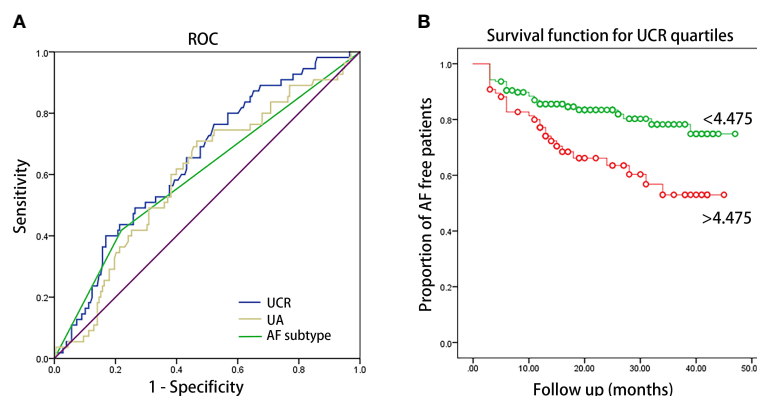 A
ROC
1.0
0.8
0.6
0.4
0.2
0.0
Sensitivity
UCR
UA
AF subtype
0.0 0.2 0.4 0.6 0.8 1.0
1 - Specificity
B
Survival function for UCR quartiles
1.0
0.8
0.6
0.4
0.2
0.0
Proportion of AF free patients
<4.475
>4.475
.00 10.00 20.00 30.00 40.00 50.0
Follow up (months)